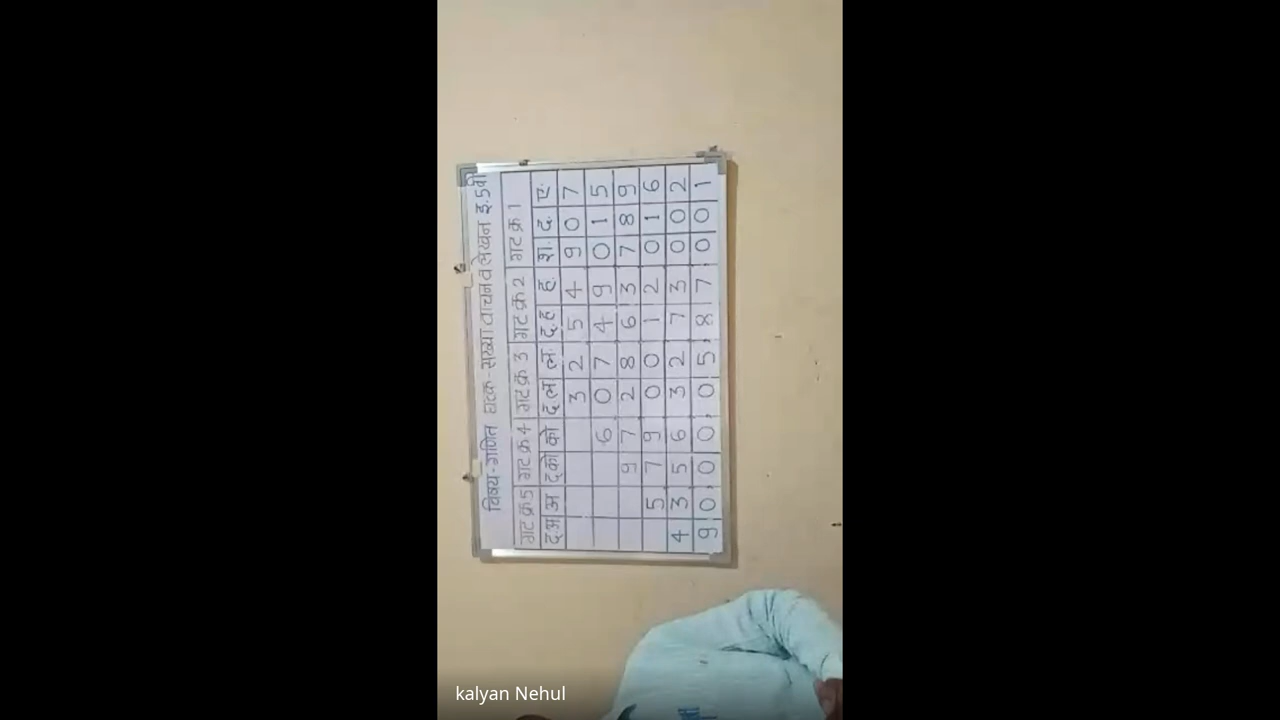 विषय-गणित घटक-संख्या वाचन व लेखन इ.5वी
गट क्र 5 गट क्र 4 गट क्र 3 गट क्र 2 गट क्र 1
द.अ अ द.को को द.ल ल. द.ह ह. श. द. ए.
3 2 5 4 9 0 7
6 0 7 4 9 0 1 5
9 7 2 8 6 3 7 8 9
5 7 9 0 0 1 2 0 1 6
4 3 5 6 3 2 7 3 0 0 2
9 0, 0 0, 0 5, 8 7, 0 0 1
kalyan Nehul